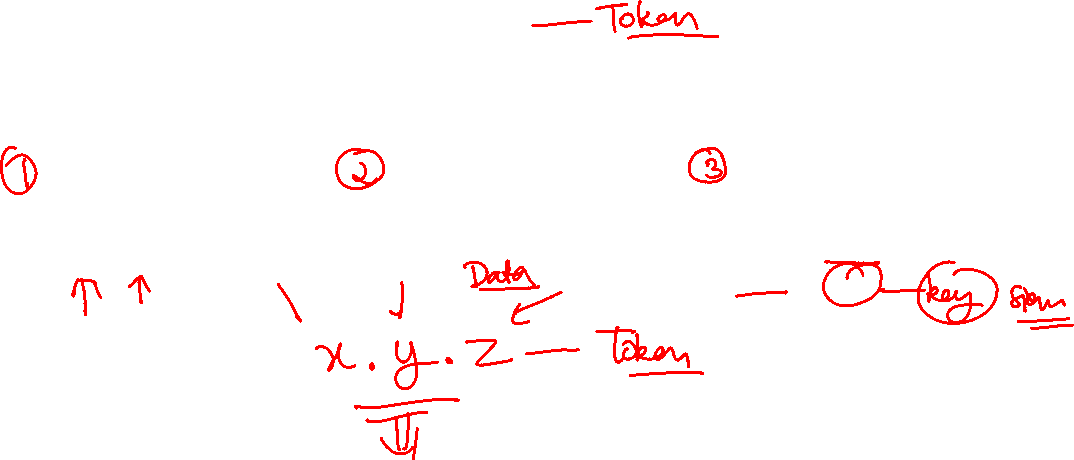 — Token
① ② ③
Data
key sign
x.y.z — Token